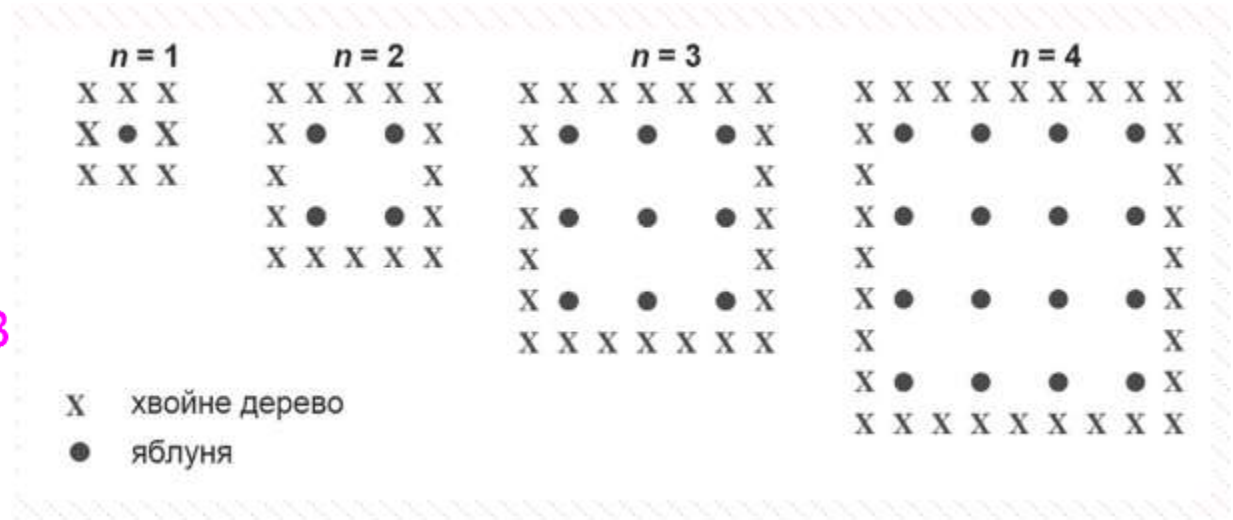 n = 1 n = 2 n = 3 n = 4
X X X X X X X X X X X X X X X X X X X X X X X X
X ● X X ● ● X X ● ● ● X X ● ● ● ● X
X X X X X X X X X
X ● ● X X ● ● ● X X ● ● ● ● X
X X X X X X X X X
X ● ● ● X X ● ● ● ● X
X X X X X X X X X
X ● ● ● ● X
X X X X X X X X X
X хвойне дерево
● яблуня